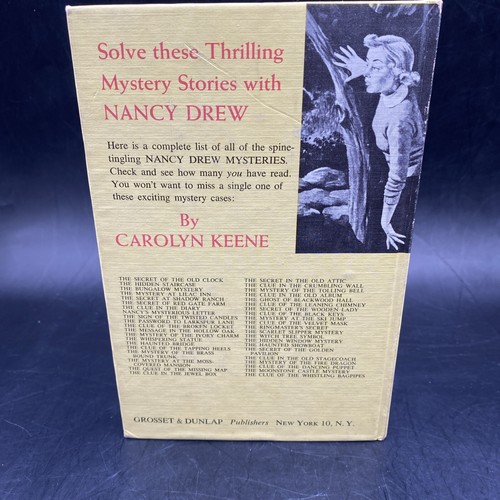 Solve these Thrilling
Mystery Stories with
NANCY DREW
Here is a complete list of all of the spine-
tingling NANCY DREW MYSTERIES.
Check and see how many you have read.
You won't want to miss a single one of
these exciting mystery cases:
By
CAROLYN KEENE
THE SECRET OF THE OLD CLOCK
THE HIDDEN STAIRCASE
THE BUNGALOW MYSTERY
THE MYSTERY AT LILAC INN
THE SECRET AT SHADOW RANCH
THE SECRET OF RED GATE FARM
THE CLUE IN THE DIARY
NANCY'S MYSTERIOUS LETTER
THE SIGN OF THE TWISTED CANDLES
THE PASSWORD TO LARKSPUR LANE
THE CLUE OF THE BROKEN LOCKET
THE MESSAGE IN THE HOLLOW OAK
THE MYSTERY OF THE IVORY CHARM
THE WHISPERING STATUE
THE HAUNTED BRIDGE
THE CLUE OF THE TAPPING HEELS
THE MYSTERY OF THE BRASS
BOUND TRUNK
THE MYSTERY AT THE MOSS-
COVERED MANSION
THE QUEST OF THE MISSING MAP
THE CLUE IN THE JEWEL BOX
THE SECRET IN THE OLD ATTIC
THE CLUE IN THE CRUMBLING WALL
THE MYSTERY OF THE TOLLING BELL
THE CLUE IN THE OLD ALBUM
THE GHOST OF BLACKWOOD HALL
THE CLUE OF THE LEANING CHIMNEY
THE SECRET OF THE WOODEN LADY
THE CLUE OF THE BLACK KEYS
THE MYSTERY AT THE SKI JUMP
THE CLUE OF THE VELVET MASK
THE RINGMASTER'S SECRET
THE SCARLET SLIPPER MYSTERY
THE WITCH TREE SYMBOL
THE HIDDEN WINDOW MYSTERY
THE HAUNTED SHOWBOAT
THE SECRET OF THE GOLDEN
PAVILION
THE CLUE IN THE OLD STAGECOACH
THE MYSTERY OF THE FIRE DRAGON
THE CLUE OF THE DANCING PUPPET
THE MOONSTONE CASTLE MYSTERY
THE CLUE OF THE WHISTLING BAGPIPES
GROSSET & DUNLAP Publishers NEW YORK 10, N. Y.